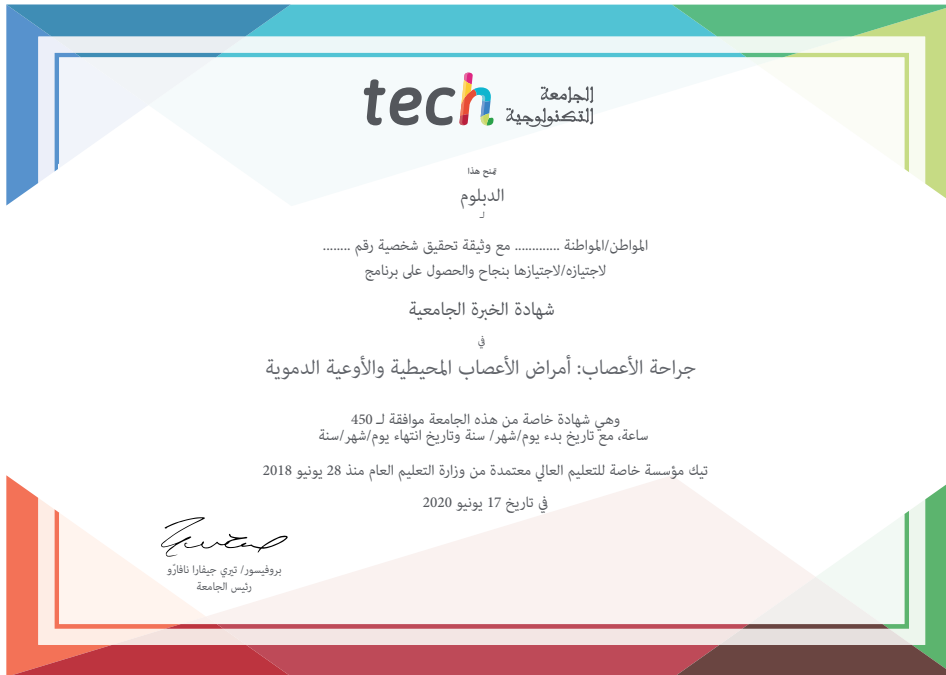 tech
الجامعة
التكنولوجية
يمنح هذا
الدبلوم
لـ
المواطن/المواطنة ............ مع وثيقة تحقيق شخصية رقم ........
لاجتيازه/لاجتيازها بنجاح والحصول على برنامج
شهادة الخبرة الجامعية
في
جراحة الأعصاب: أمراض الأعصاب المحيطية والأوعية الدموية
وهي شهادة خاصة من هذه الجامعة موافقة لـ 450
ساعة، مع تاريخ بدء يوم/شهر/ سنة وتاريخ انتهاء يوم/شهر/سنة
تيك مؤسسة خاصة للتعليم العالي معتمدة من وزارة التعليم العام منذ 28 يونيو 2018
في تاريخ 17 يونيو 2020
بروفيسور/ تيري جيفارا نافارّو
رئيس الجامعة